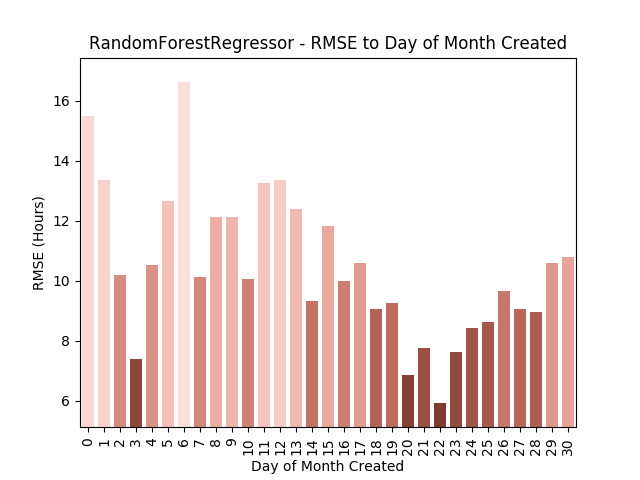 RandomForestRegressor - RMSE to Day of Month Created
16
14
12
10
8
6
RMSE (Hours)
0 1 2 3 4 5 6 7 8 9 10 11 12 13 14 15 16 17 18 19 20 21 22 23 24 25 26 27 28 29 30
Day of Month Created